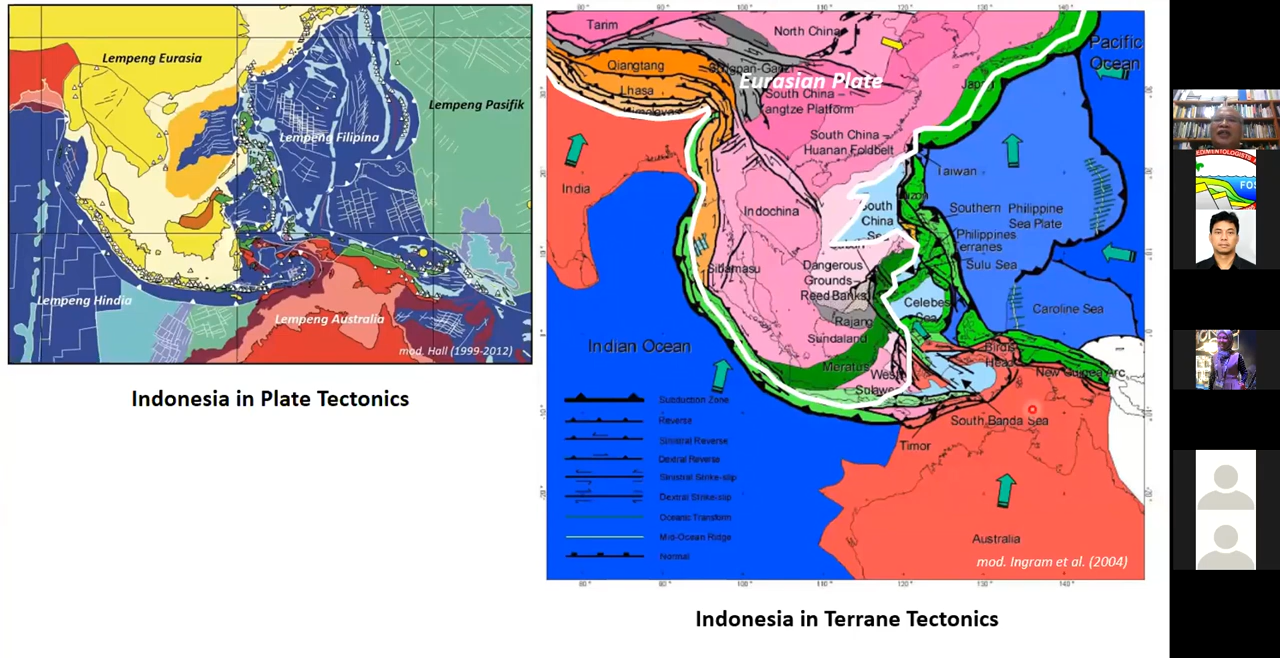 Lempeng Eurasia
Lempeng Pasifik
Lempeng Filipina
Lempeng Hindia
Lempeng Australia
mod. Hall (1999-2012)
Indonesia in Plate Tectonics
Tarim
North China
Pacific
Ocean
Qiangtang
Eurasian Plate
Lhasa
South China –
Yangtze Platform
Japan
South China –
Huanan Foldbelt
India
Taiwan
Indochina
South
China
Southern
Philippines
Terranes
Philippine
Sea Plate
Sulu Sea
Sibumasu
Dangerous
Grounds–
Reed Banks
Celebes
Sea
Caroline Sea
Rajang
Sundaland
Indian Ocean
Meratus
West
Birds
Head
New Guinea Arc
South Banda Sea
Timor
Australia
Subduction Zone
Reverse
Sinistral Reverse
Dextral Reverse
Sinistral Strike-slip
Dextral Strike-slip
Oceanic Transform
Mid-Ocean Ridge
Normal
mod. Ingram et al. (2004)
Indonesia in Terrane Tectonics
EDIMENTOLOGISTS
FOS